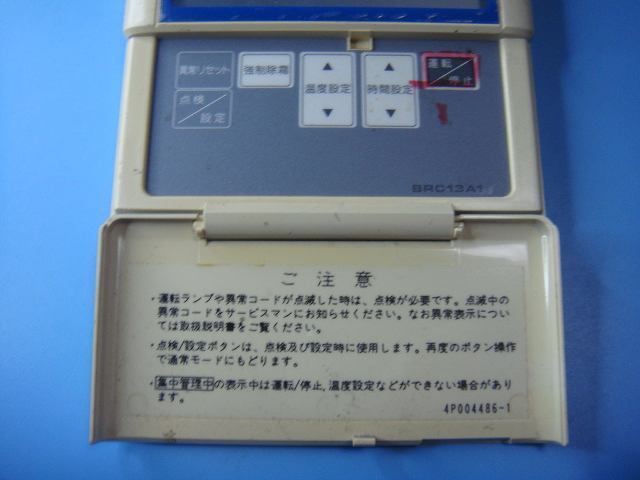 異常リセット
強制除霜
▲
温度設定
▼
▲
時間設定
▼
運転/停止
点検/設定
BRC13A1
ご注意
・運転ランプや異常コードが点滅した時は、点検が必要です。点滅中の
異常コードをサービスマンにお知らせください。なお異常表示につい
ては取扱説明書をご覧ください。
・点検/設定ボタンは、点検及び設定時に使用します。再度のボタン操作
で通常モードにもどります。
・集中管理中の表示中は運転/停止,温度設定などができない場合があり
ます。
4P004486-1